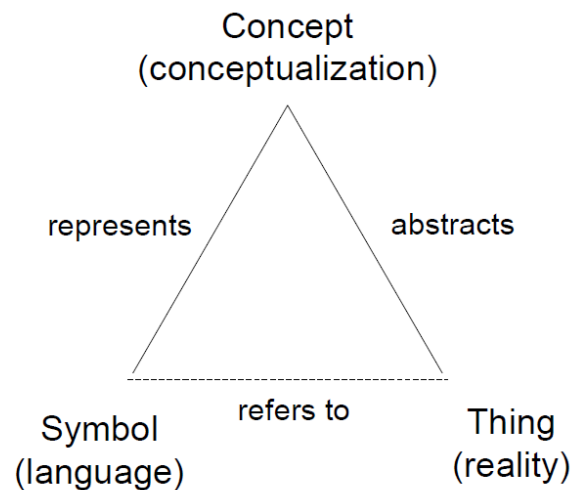 Concept
(conceptualization)
represents
abstracts
refers to
Symbol
(language)
Thing
(reality)